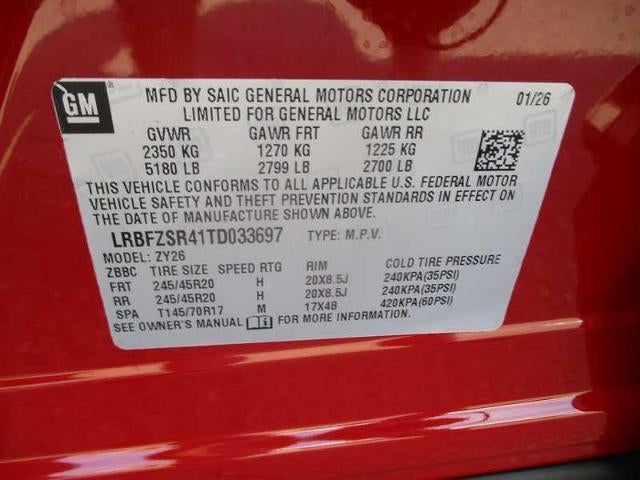 GM
MFD BY SAIC GENERAL MOTORS CORPORATION 01/26
LIMITED FOR GENERAL MOTORS LLC
GVWR GAWR FRT GAWR RR
2350 KG 1270 KG 1225 KG
5180 LB 2799 LB 2700 LB
THIS VEHICLE CONFORMS TO ALL APPLICABLE U.S. FEDERAL MOTOR
VEHICLE SAFETY AND THEFT PREVENTION STANDARDS IN EFFECT ON
THE DATE OF MANUFACTURE SHOWN ABOVE.
LRBFZSR41TD033697 TYPE: M.P.V.
MODEL: ZY26
ZBBC TIRE SIZE SPEED RTG RIM COLD TIRE PRESSURE
FRT 245/45R20 H 20X8.5J 240KPA(35PSI)
RR 245/45R20 H 20X8.5J 240KPA(35PSI)
SPA T145/70R17 M 17X4B 420KPA(60PSI)
SEE OWNER'S MANUAL FOR MORE INFORMATION.